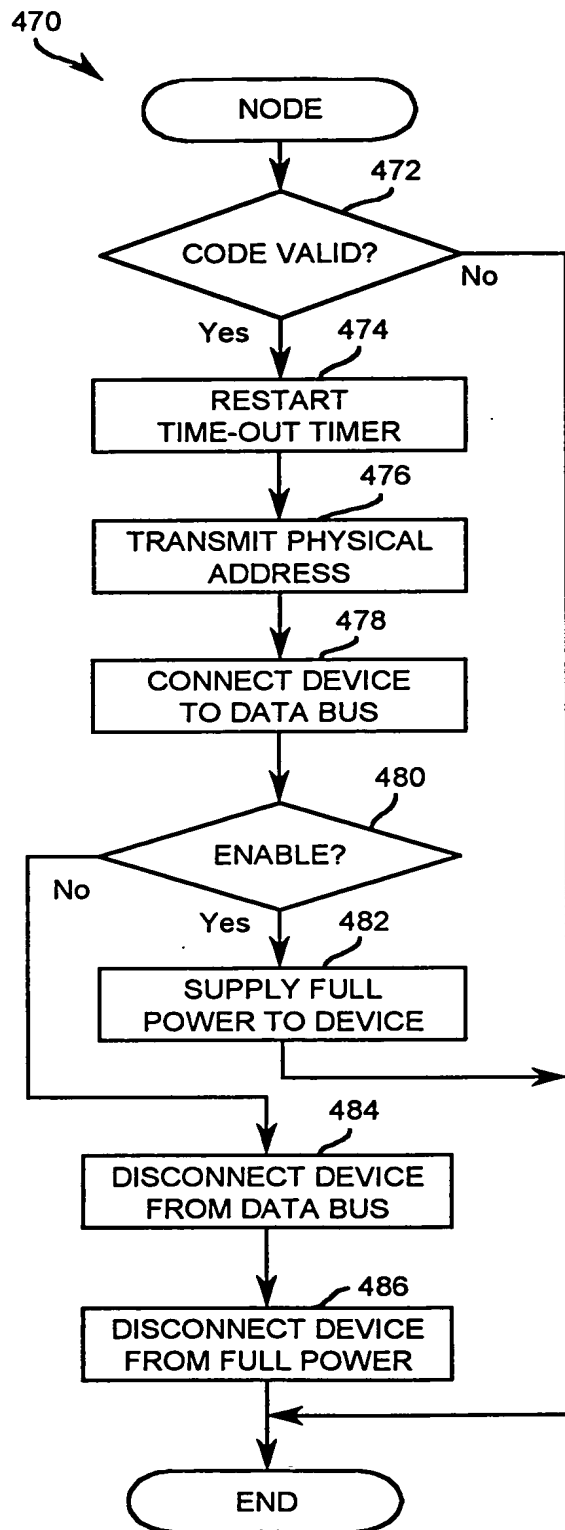 470
NODE
472
CODE VALID?
No
Yes
474
RESTART
TIME-OUT TIMER
476
TRANSMIT PHYSICAL
ADDRESS
478
CONNECT DEVICE
TO DATA BUS
480
ENABLE?
No
Yes
482
SUPPLY FULL
POWER TO DEVICE
484
DISCONNECT DEVICE
FROM DATA BUS
486
DISCONNECT DEVICE
FROM FULL POWER
END